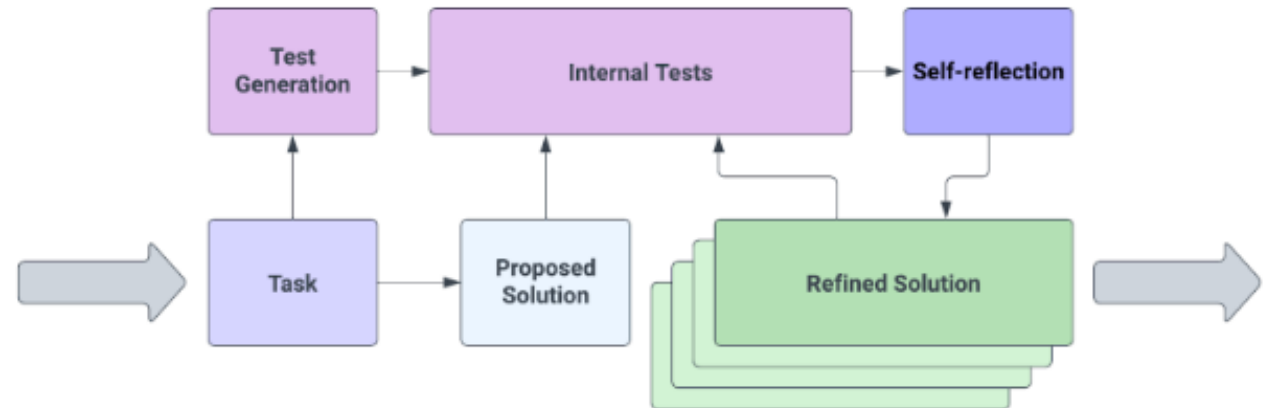 Test
Generation
Internal Tests
Self-reflection
Task
Proposed
Solution
Refined Solution